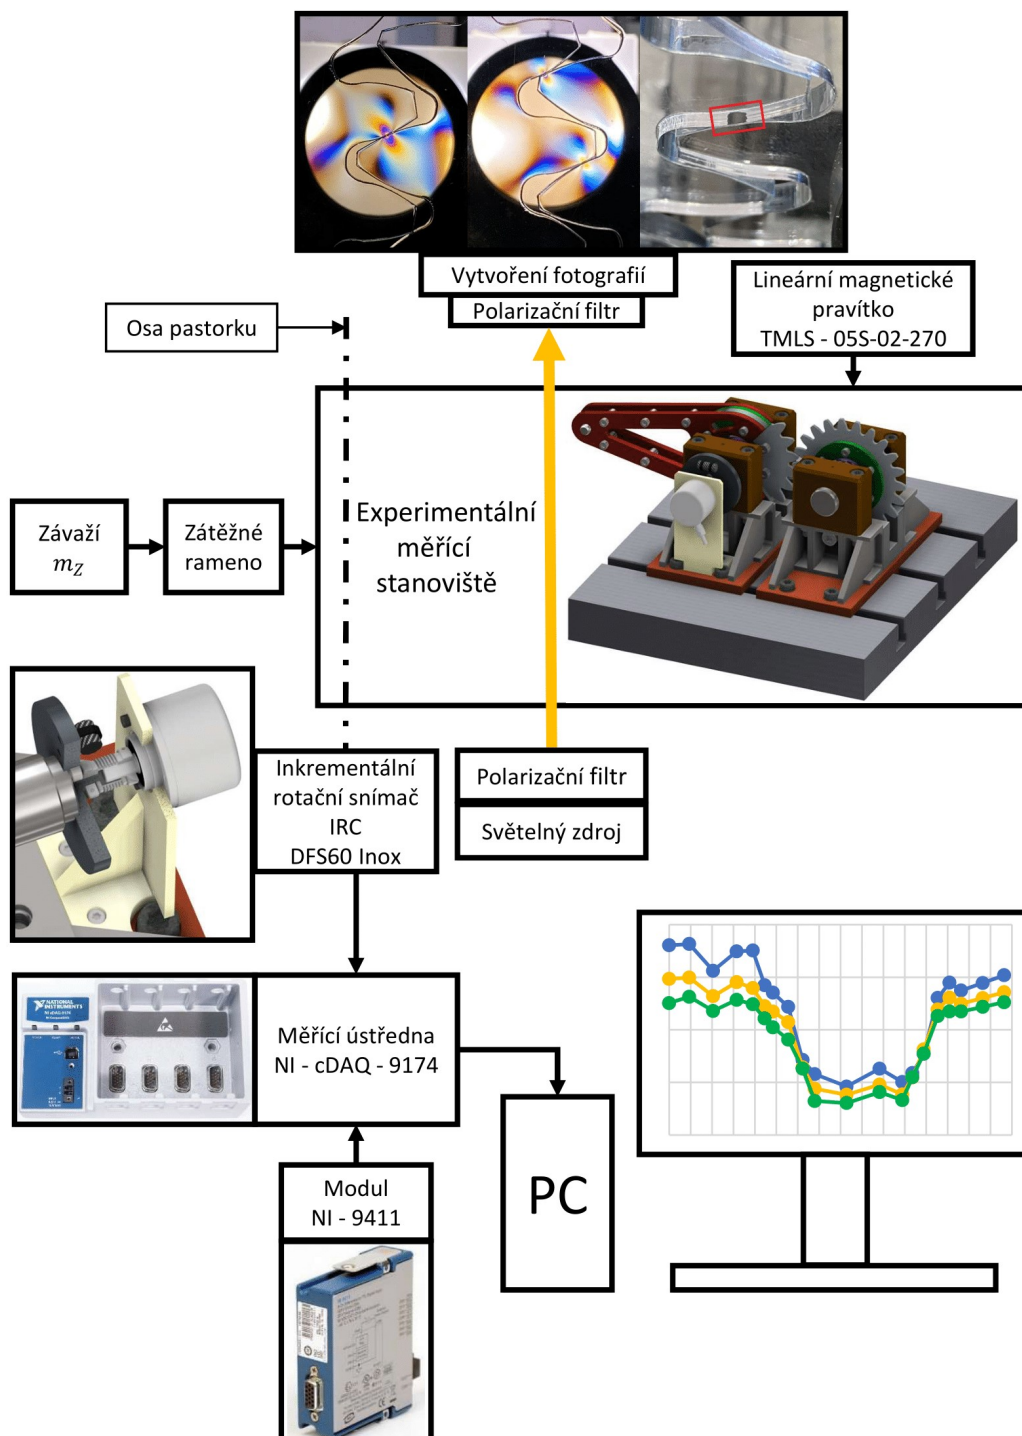 Vytvoření fotografií
Polarizační filtr
Lineární magnetické
pravítko
TMLS - 05S-02-270
Osa pastorku
Závaží
m_Z
Zátěžné
rameno
Experimentální
měřící
stanoviště
Inkrementální
rotační snímač
IRC
DFS60 Inox
Polarizační filtr
Světelný zdroj
NATIONAL
INSTRUMENTS
Měřící ústředna
NI - cDAQ - 9174
Modul
NI - 9411
PC